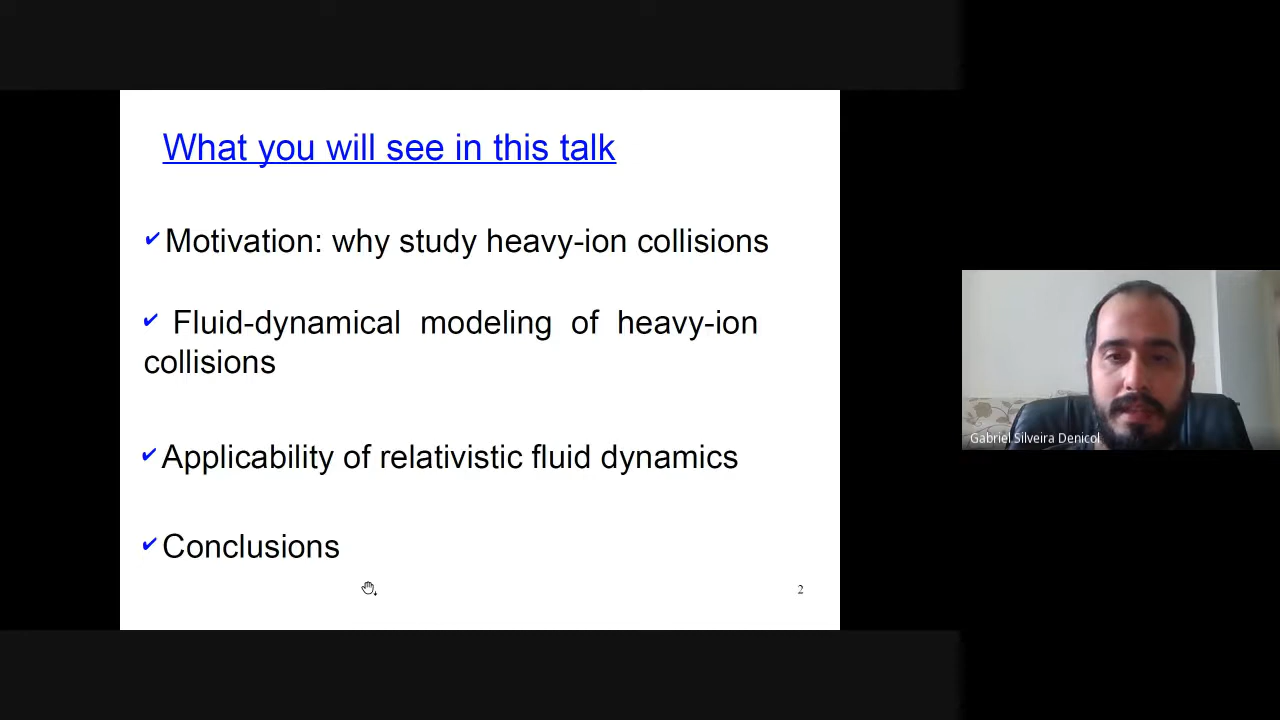 What you will see in this talk
✔Motivation: why study heavy-ion collisions
✔ Fluid-dynamical modeling of heavy-ion
collisions
✔Applicability of relativistic fluid dynamics
✔Conclusions
2
Gabriel Silveira Denicol